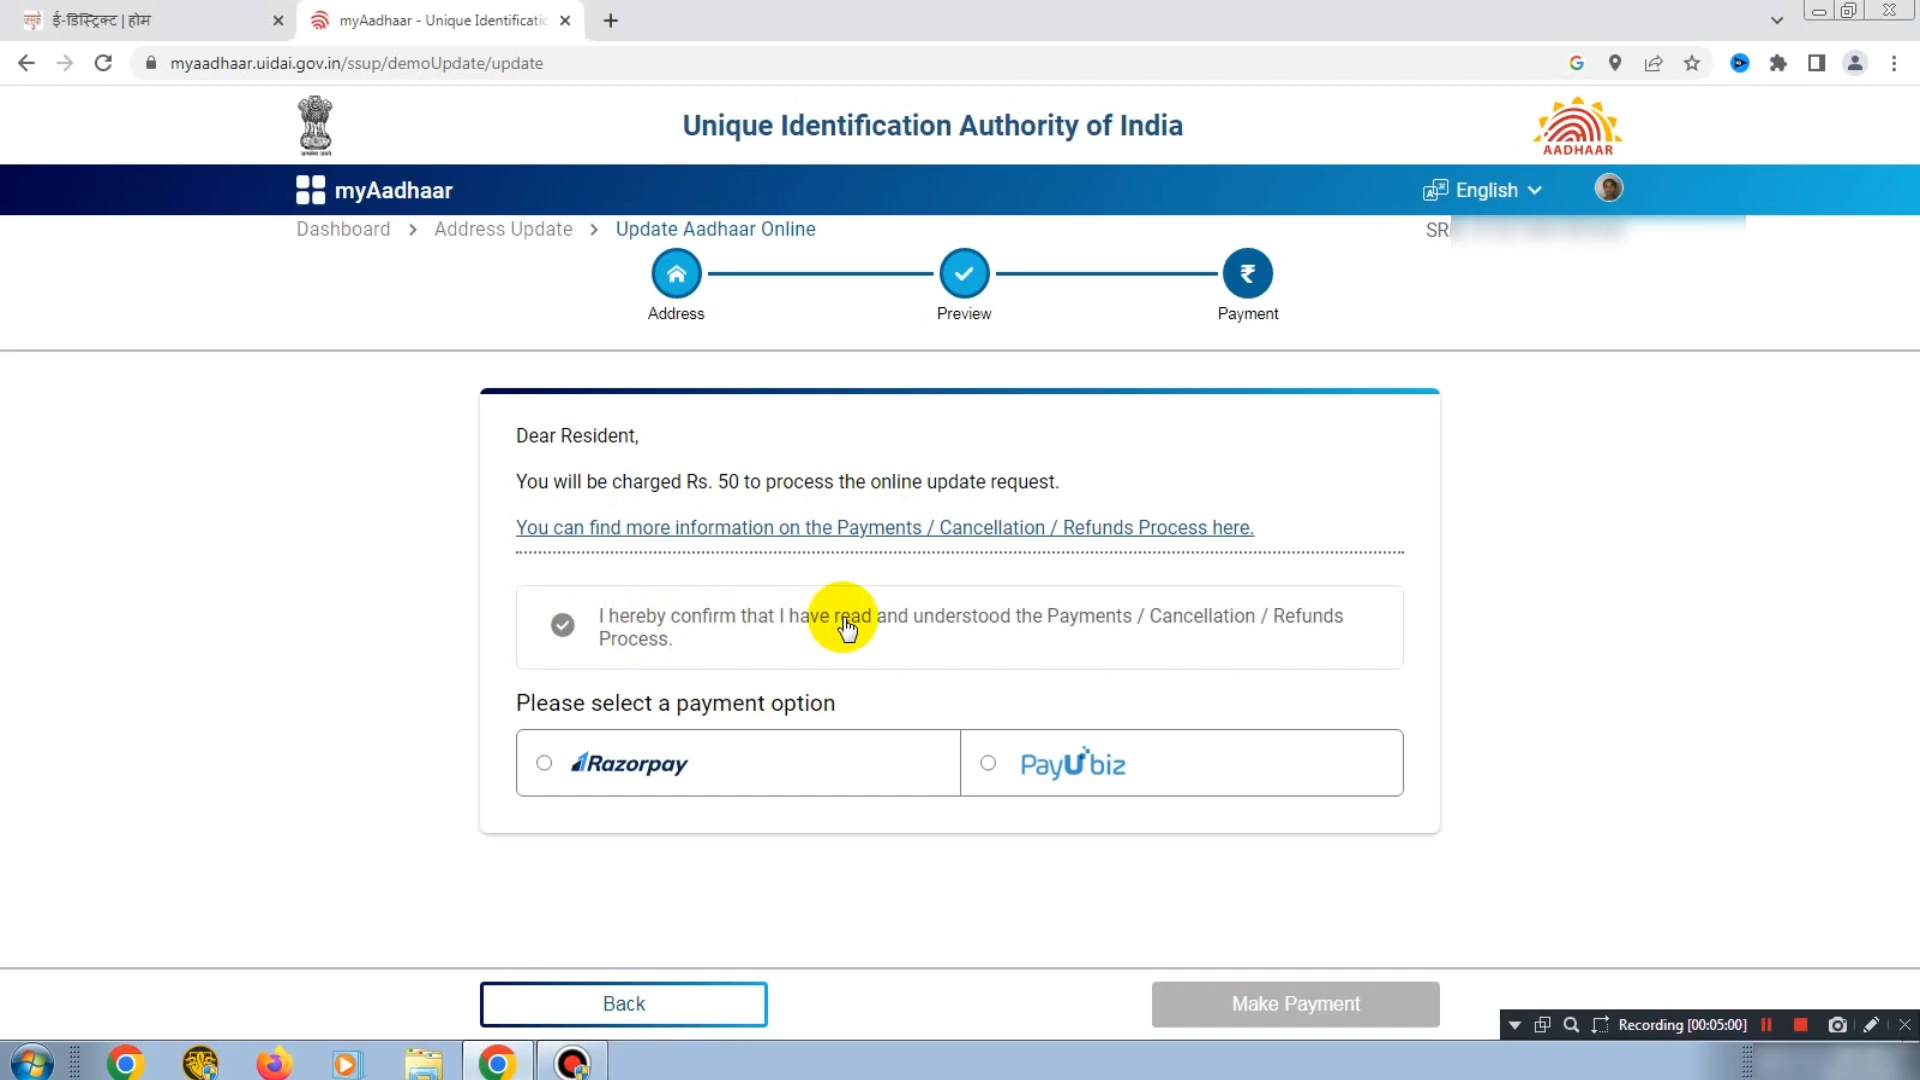 ई-डिस्ट्रिक्ट | होम
myAadhaar - Unique Identificatic
myaadhaar.uidai.gov.in/ssup/demoUpdate/update
Unique Identification Authority of India
AADHAAR
myAadhaar
English
Dashboard > Address Update > Update Aadhaar Online
Address
Preview
Payment
Dear Resident,
You will be charged Rs. 50 to process the online update request.
You can find more information on the Payments / Cancellation / Refunds Process here.
I hereby confirm that I have read and understood the Payments / Cancellation / Refunds
Process.
Please select a payment option
Razorpay
PayUbiz
Back
Make Payment
Recording [00:05:00]